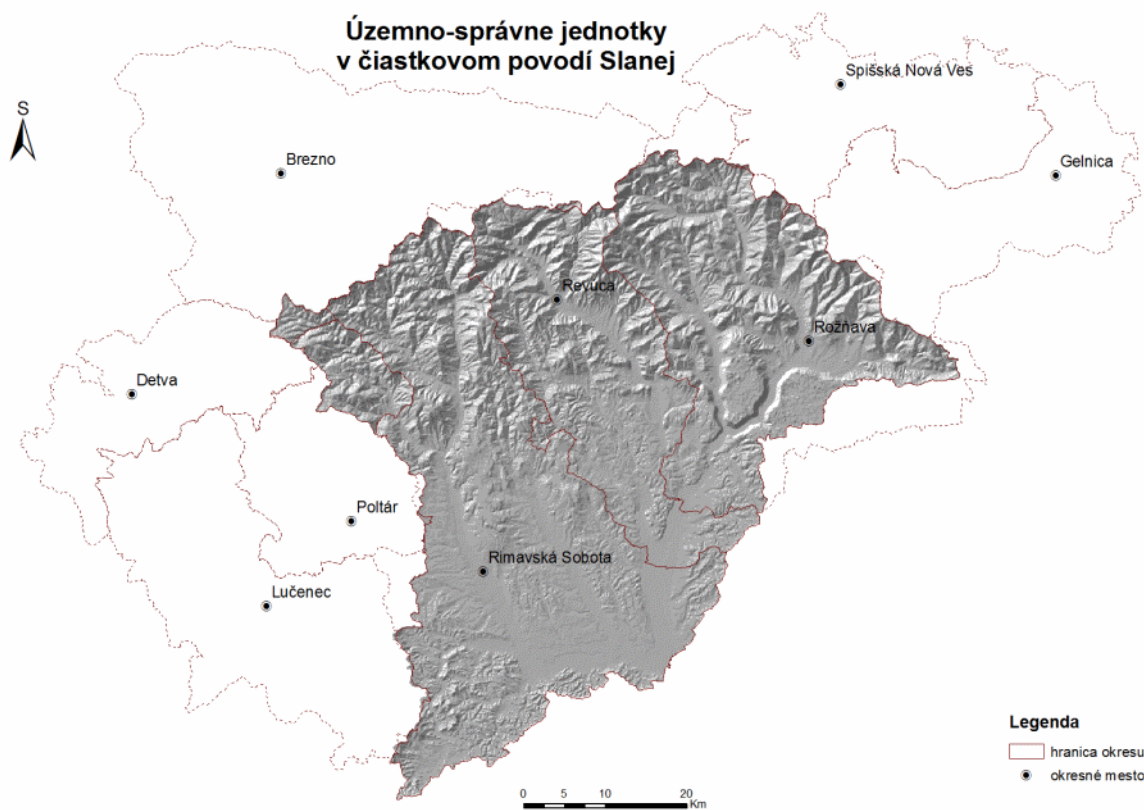 Územno-správne jednotky
v čiastkovom povodí Slanej
Spišská Nová Ves
S
Brezno
Gelnica
Revúca
Rožňava
Detva
Poltár
Rimavská Sobota
Lučenec
Legenda
hranica okresu
okresné mesto
0 5 10 20
Km